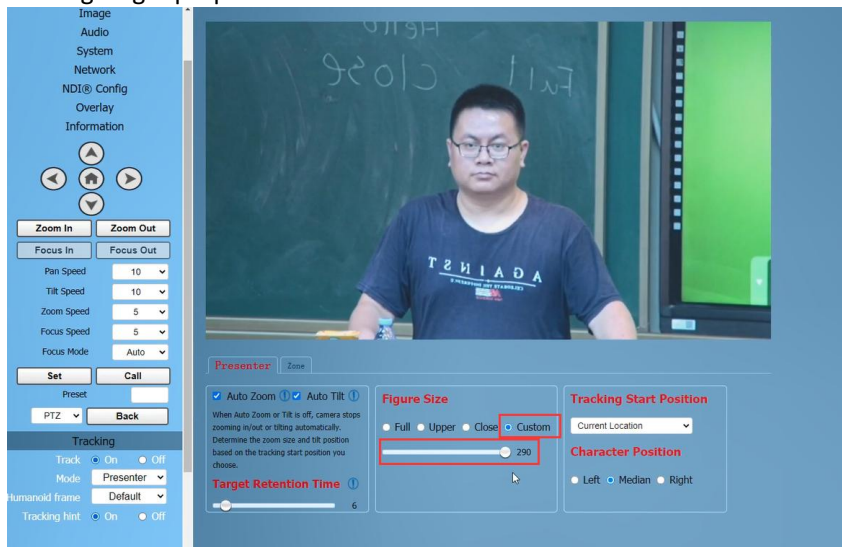 Image
Audio
System
Network
NDI® Config
Overlay
Information
Zoom In Zoom Out
Focus In Focus Out
Pan Speed 10
Tilt Speed 10
Zoom Speed 5
Focus Speed 5
Focus Mode Auto
Set Call
Preset
PTZ Back
Tracking
Track On Off
Mode Presenter
Humanoid frame Default
Tracking hint On Off
Hello
Full close
AGAINST
Presenter Zone
Auto Zoom Auto Tilt
When Auto Zoom or Tilt is off, camera stops
zooming in/out or tilting automatically.
Determine the zoom size and tilt position
based on the tracking start position you
choose.
Target Retention Time
6
Figure Size
Full Upper Close Custom
290
Tracking Start Position
Current Location
Character Position
Left Median Right